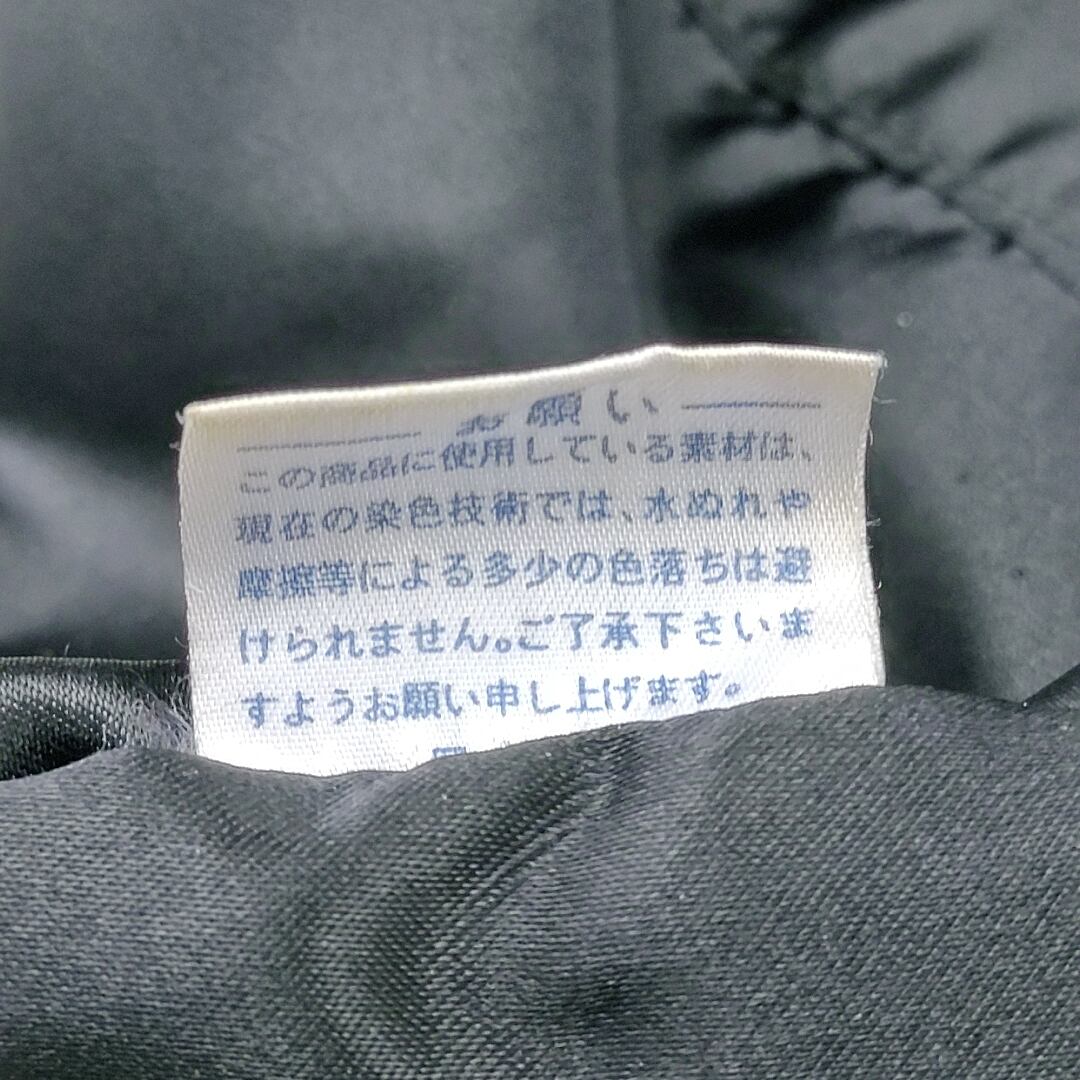 お願い
この商品に使用している素材は、
現在の染色技術では、水ぬれや
摩擦等による多少の色落ちは避
けられません。ご了承下さいま
すようお願い申し上げます。